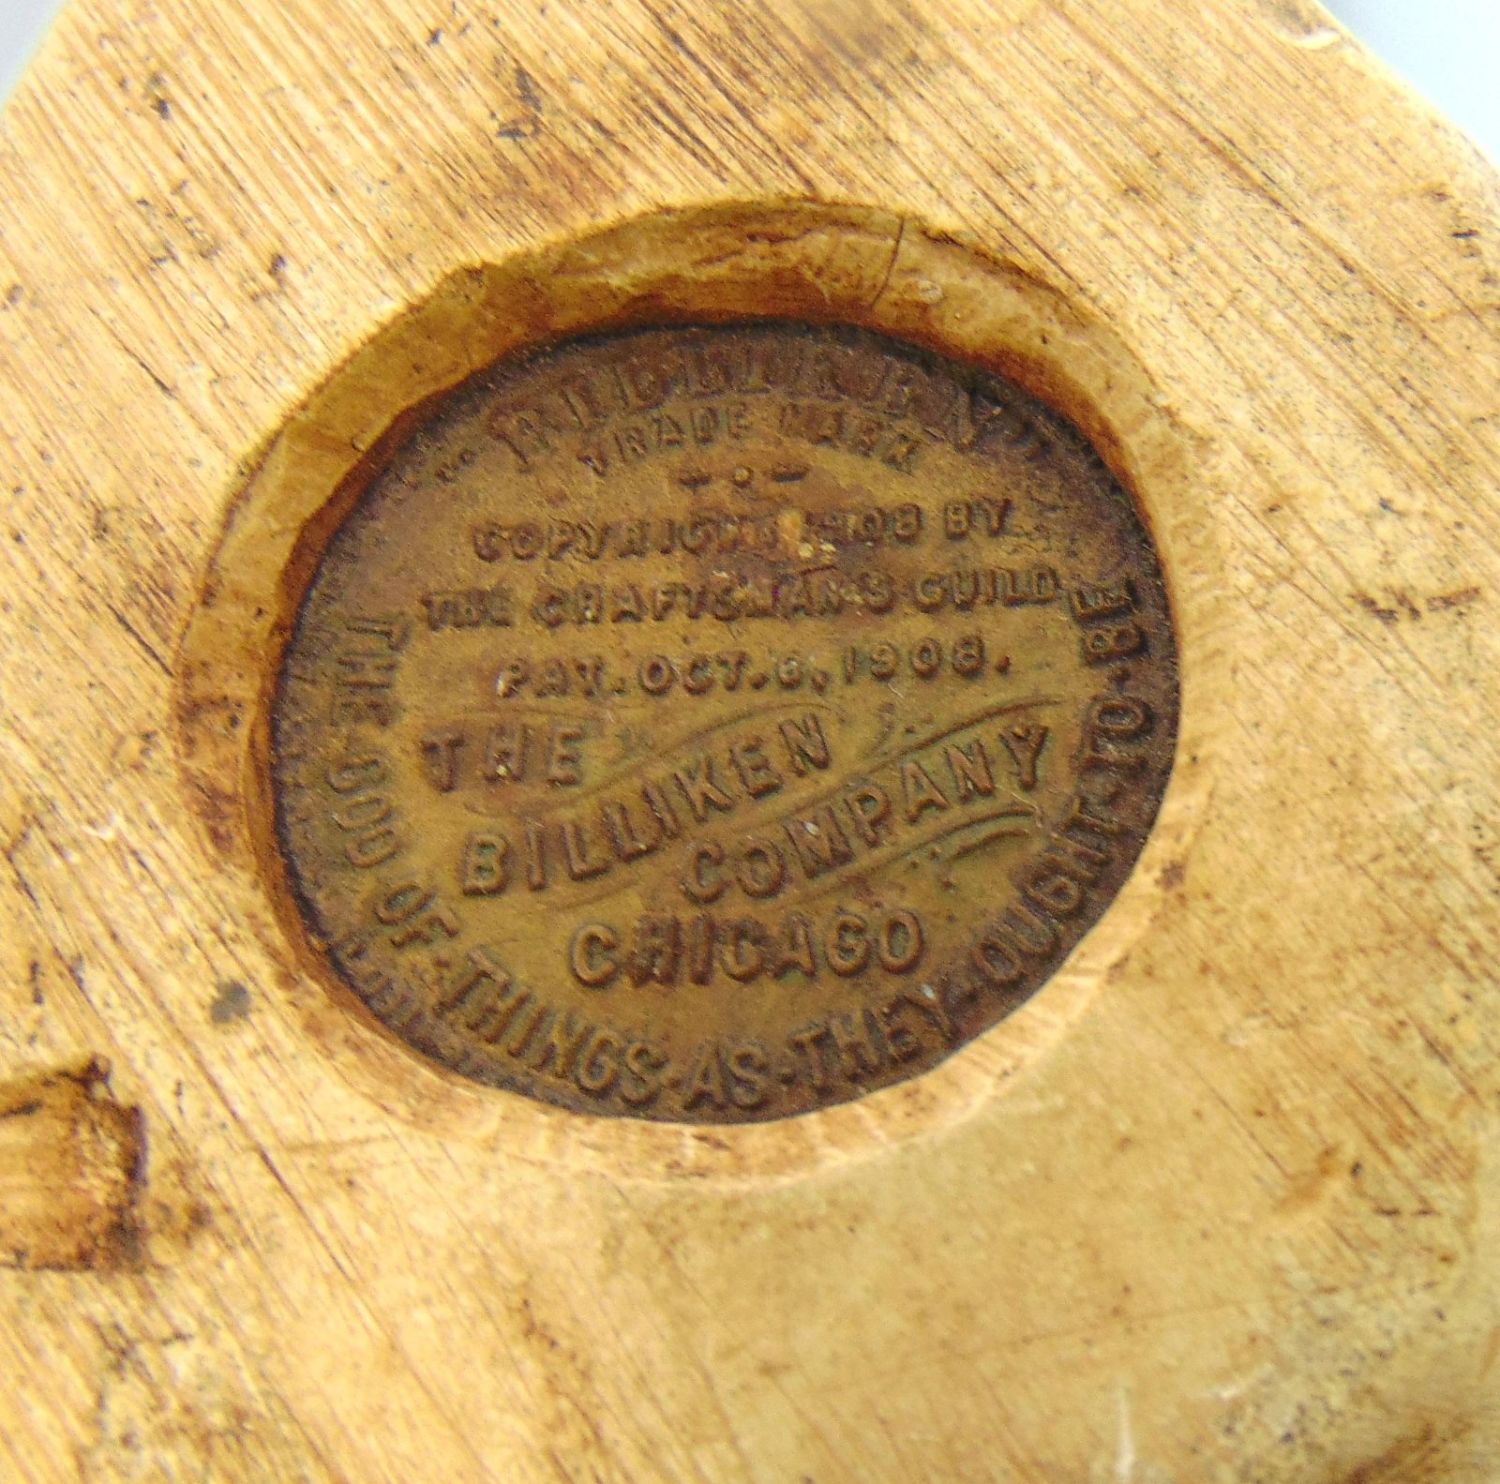 "BILLIKEN"
TRADE MARK
COPYRIGHT 1908 BY
THE CRAFTSMAN'S GUILD
PAT. OCT. 6, 1908.
THE
BILLIKEN
COMPANY
CHICAGO
THE·GOD·OF·THINGS·AS·THEY·OUGHT·TO·BE